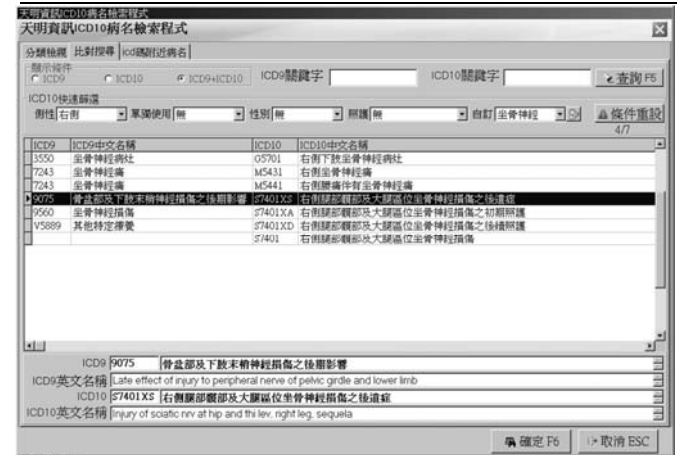 天明資訊ICD10病名檢索程式
天明資訊ICD10病名檢索程式
分類檢視 比對搜尋 icd碼附近病名
顯示條件
ICD9 ICD10 ICD9+ICD10 ICD9關鍵字 ICD10關鍵字 查詢 F5
ICD10快速篩選
側性 右側 單獨使用 無 性別 無 照護 無 自訂 坐骨神經 條件重設
4/7
ICD9 ICD9中文名稱 ICD10 ICD10中文名稱
3550 坐骨神經病灶 G5701 右側下肢坐骨神經病灶
7243 坐骨神經痛 M5431 右側坐骨神經痛
7243 坐骨神經痛 M5441 右側腰痛伴有坐骨神經痛
9075 骨盆部及下肢末梢神經損傷之後期影響 S7401XS 右側腿部髖部及大腿區位坐骨神經損傷之後遺症
9560 坐骨神經損傷 S7401XA 右側腿部髖部及大腿區位坐骨神經損傷之初期照護
V5889 其他特定療養 S7401XD 右側腿部髖部及大腿區位坐骨神經損傷之後續照護
S7401 右側腿部髖部及大腿區位坐骨神經損傷
ICD9 9075 骨盆部及下肢末梢神經損傷之後期影響
ICD9英文名稱 Late effect of injury to peripheral nerve of pelvic girdle and lower limb
ICD10 S7401XS 右側腿部髖部及大腿區位坐骨神經損傷之後遺症
ICD10英文名稱 Injury of sciatic nrv at hip and thi lev, right leg, sequela
確定 F6 取消 ESC